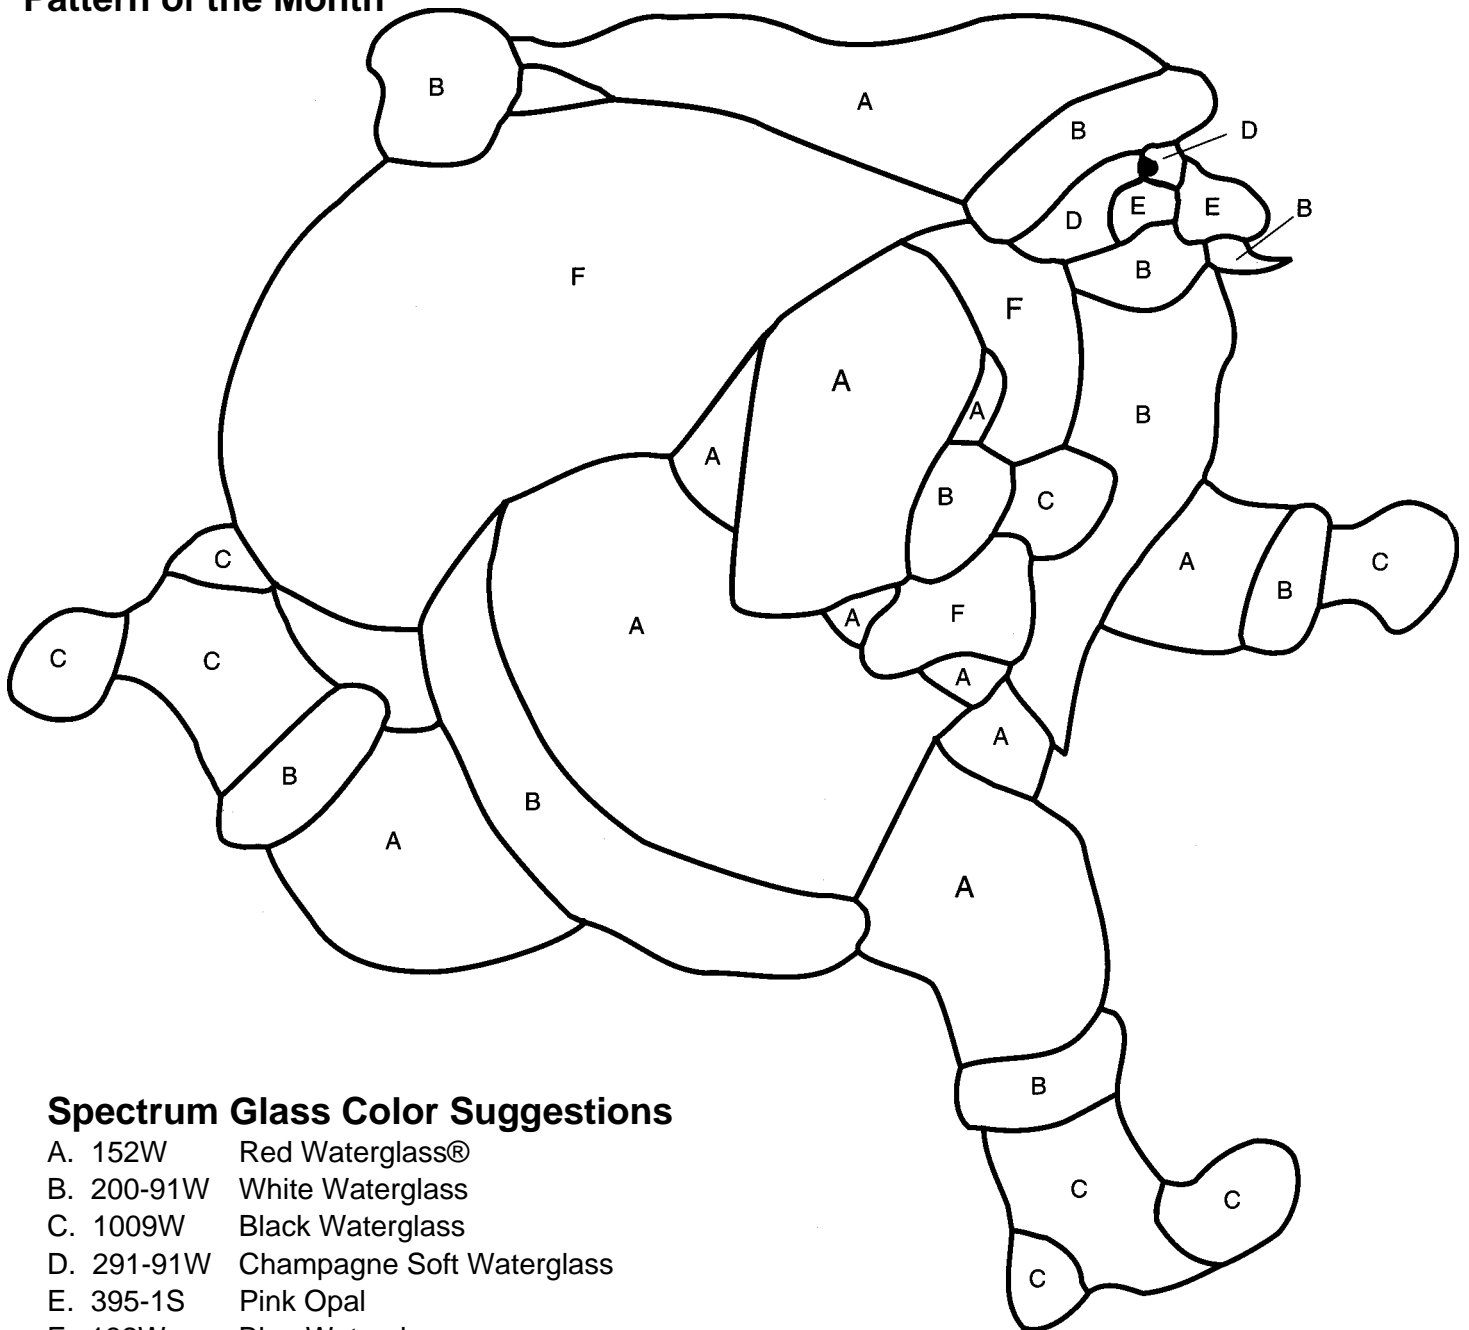 Pattern of the Month
B
A
B
D
D
E
E
B
B
F
F
A
A
B
A
B
C
C
A
B
C
A
A
F
C
C
A
A
B
B
A
A
B
C
C
C
Spectrum Glass Color Suggestions
A. 152W Red Waterglass®
B. 200-91W White Waterglass
C. 1009W Black Waterglass
D. 291-91W Champagne Soft Waterglass
E. 395-1S Pink Opal